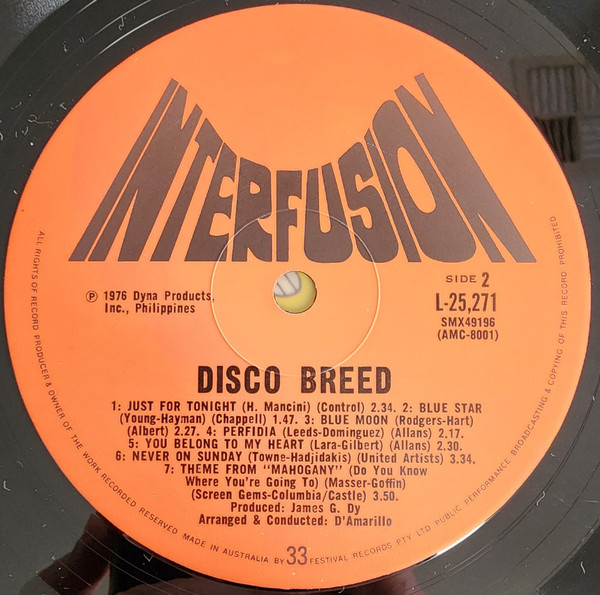 INTERFUSION
SIDE 2
L-25,271
SMX49196
(AMC-8001)
℗ 1976 Dyna Products,
Inc., Philippines
DISCO BREED
1: JUST FOR TONIGHT (H. Mancini) (Control) 2.34. 2: BLUE STAR
(Young-Hayman) (Chappell) 1.47. 3: BLUE MOON (Rodgers-Hart)
(Albert) 2.27. 4: PERFIDIA (Leeds-Dominguez) (Allans) 2.17.
5: YOU BELONG TO MY HEART (Lara-Gilbert) (Allans) 2.30.
6: NEVER ON SUNDAY (Towne-Hadjidakis) (United Artists) 3.34.
7: THEME FROM "MAHOGANY" (Do You Know
Where You're Going To) (Masser-Goffin)
(Screen Gems-Columbia/Castle) 3.50.
Produced: James G. Dy
Arranged & Conducted: D'Amarillo
ALL RIGHTS OF RECORD PRODUCER & OWNER OF THE WORK RECORDED RESERVED MADE IN AUSTRALIA BY 33 FESTIVAL RECORDS PTY LTD PUBLIC PERFORMANCE BROADCASTING & COPYING OF THIS RECORD PROHIBITED